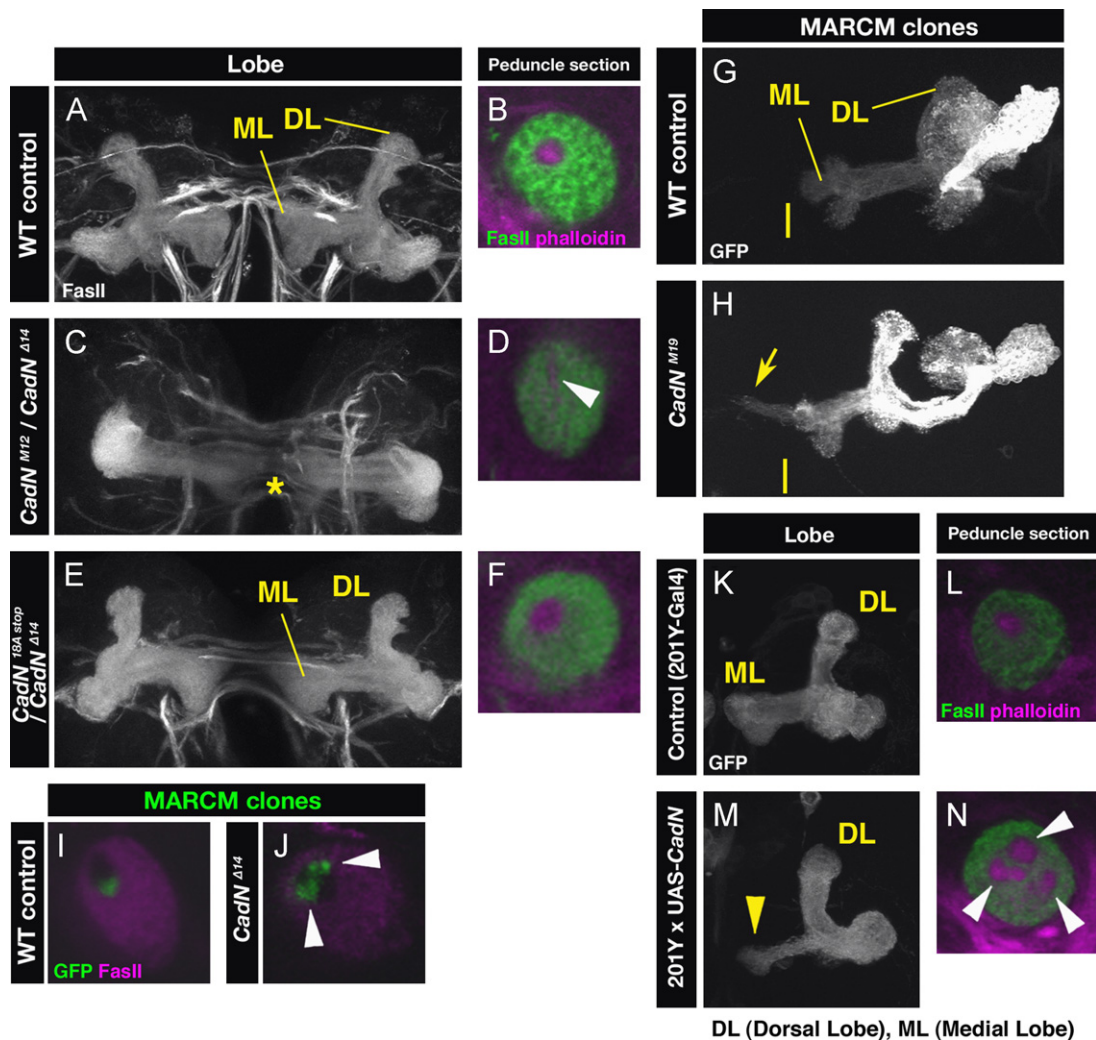 Lobe
Peduncle section
MARCM clones
WT control
A
ML
DL
FasII
B
FasII phalloidin
WT control
G
ML
DL
GFP
CadN M12 / CadN Δ14
C
*
D
CadN M19
H
CadN 18A stop
/ CadN Δ14
E
ML
DL
F
Lobe
Peduncle section
Control (201Y-Gal4)
K
DL
ML
GFP
L
FasII phalloidin
MARCM clones
WT control
I
GFP FasII
CadN Δ14
J
201Y x UAS-CadN
M
DL
N
DL (Dorsal Lobe), ML (Medial Lobe)